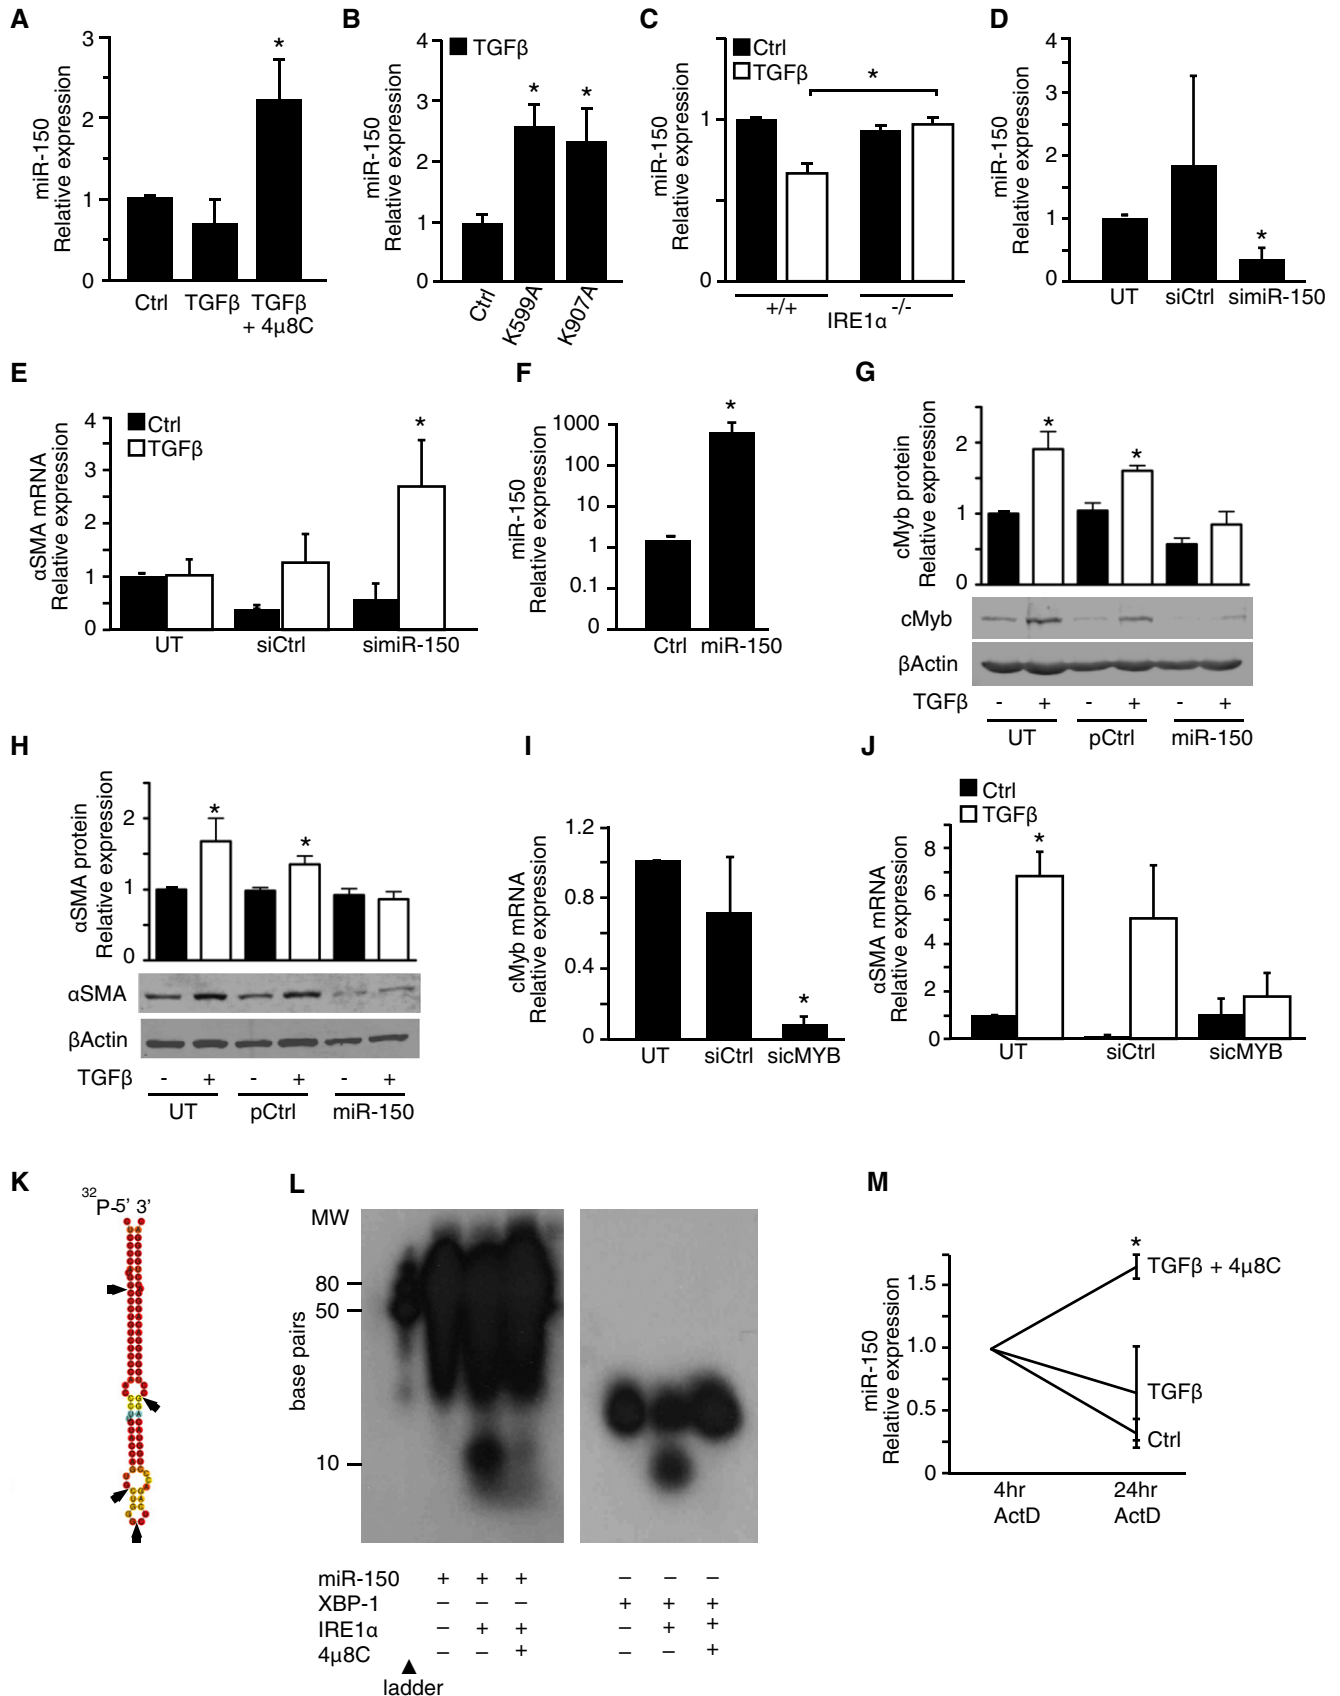 A
miR-150
Relative expression
3
2
1
0
*
Ctrl
TGFβ
TGFβ
+ 4μ8C
B
miR-150
Relative expression
4
3
2
1
0
TGFβ
*
*
Ctrl
K599A
K907A
C
miR-150
Relative expression
1
0
Ctrl
TGFβ
*
+/+
-/-
IRE1α
D
miR-150
Relative expression
4
3
2
1
0
*
UT
siCtrl
simiR-150
E
αSMA mRNA
Relative expression
4
3
2
1
0
Ctrl
TGFβ
*
UT
siCtrl
simiR-150
F
miR-150
Relative expression
1000
100
10
1
0.1
0
*
Ctrl
miR-150
G
cMyb protein
Relative expression
2
1
0
*
*
cMyb
βActin
TGFβ - + - + - +
UT
pCtrl
miR-150
H
αSMA protein
Relative expression
2
1
0
*
*
αSMA
βActin
TGFβ - + - + - +
UT
pCtrl
miR-150
I
cMyb mRNA
Relative expression
1.2
0.8
0.4
0
*
UT
siCtrl
sicMYB
J
Ctrl
TGFβ
αSMA mRNA
Relative expression
8
6
4
2
0
*
UT
siCtrl
sicMYB
K
32P-5' 3'
L
MW
base pairs
80
50
10
miR-150 + + + – – –
XBP-1 – – – + + +
IRE1α – + + – + +
4μ8C – – + – – +
ladder
M
miR-150
Relative expression
1.5
1.0
0.5
0
*
TGFβ + 4μ8C
TGFβ
Ctrl
4hr
ActD
24hr
ActD